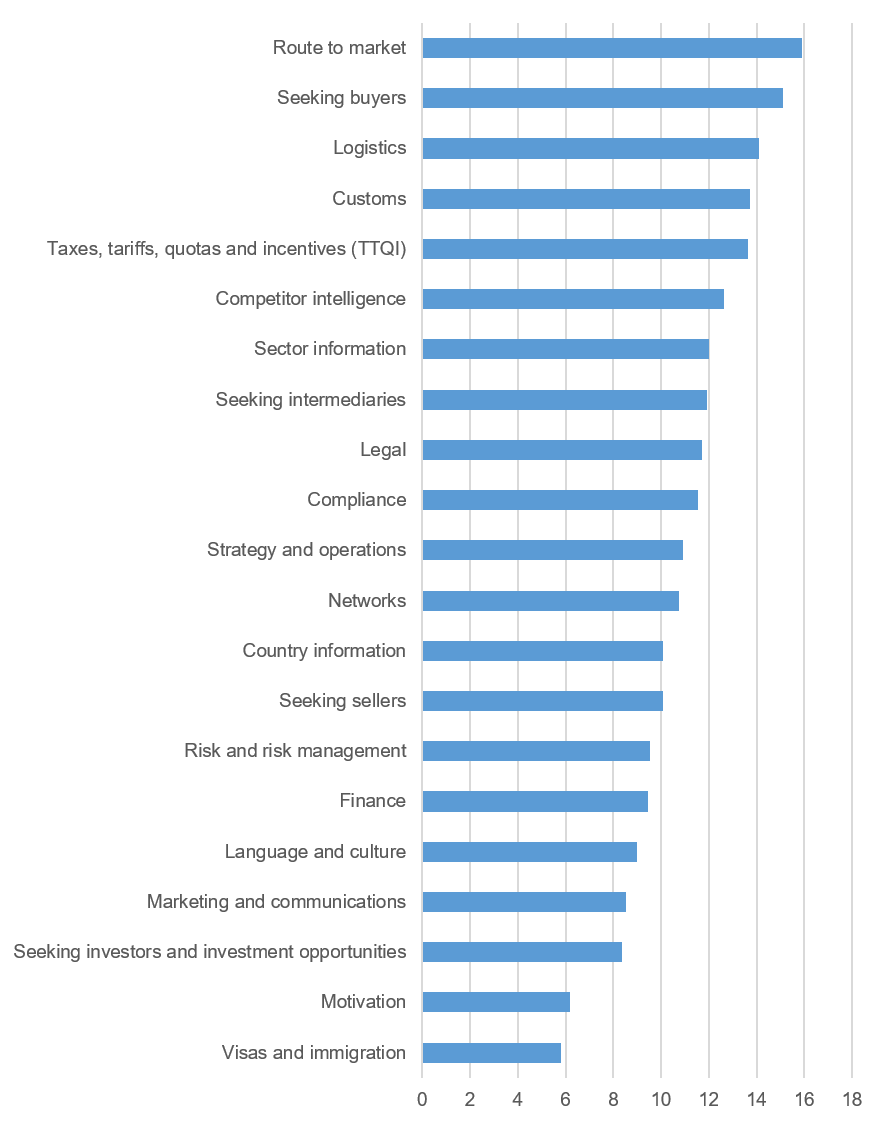 Route to market
Seeking buyers
Logistics
Customs
Taxes, tariffs, quotas and incentives (TTQI)
Competitor intelligence
Sector information
Seeking intermediaries
Legal
Compliance
Strategy and operations
Networks
Country information
Seeking sellers
Risk and risk management
Finance
Language and culture
Marketing and communications
Seeking investors and investment opportunities
Motivation
Visas and immigration
0 2 4 6 8 10 12 14 16 18